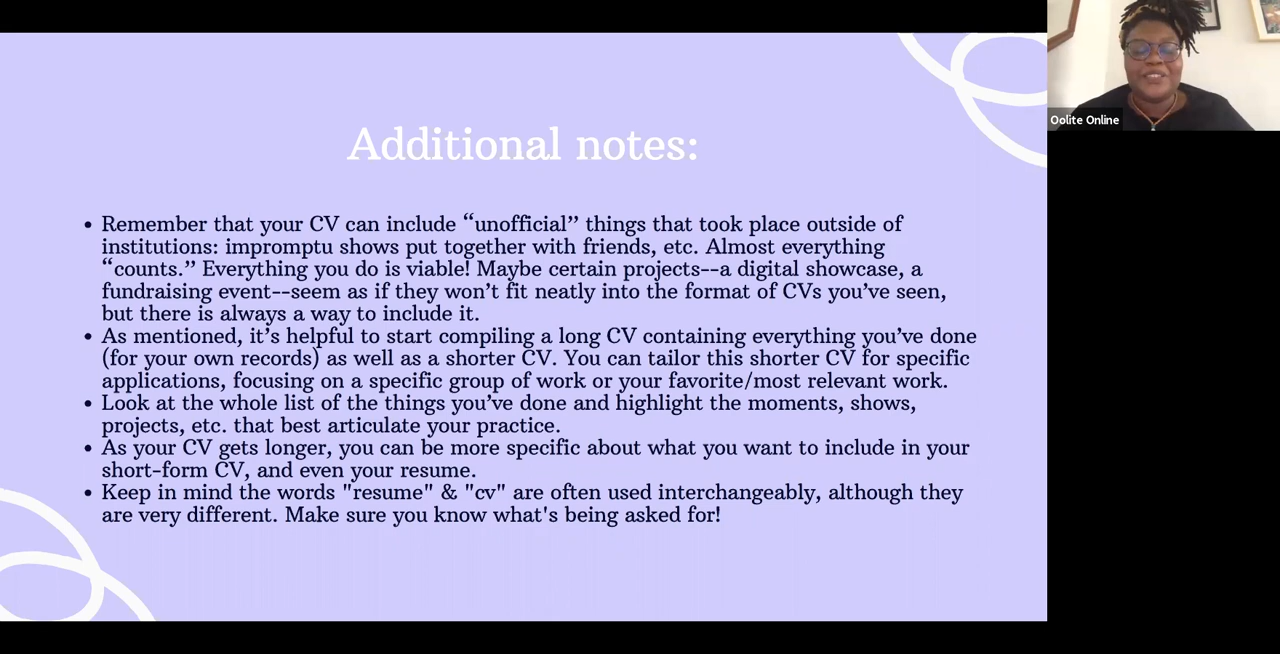 Additional notes:
• Remember that your CV can include “unofficial” things that took place outside of
institutions: impromptu shows put together with friends, etc. Almost everything
“counts.” Everything you do is viable! Maybe certain projects--a digital showcase, a
fundraising event--seem as if they won’t fit neatly into the format of CVs you’ve seen,
but there is always a way to include it.
• As mentioned, it’s helpful to start compiling a long CV containing everything you’ve done
(for your own records) as well as a shorter CV. You can tailor this shorter CV for specific
applications, focusing on a specific group of work or your favorite/most relevant work.
• Look at the whole list of the things you’ve done and highlight the moments, shows,
projects, etc. that best articulate your practice.
• As your CV gets longer, you can be more specific about what you want to include in your
short-form CV, and even your resume.
• Keep in mind the words "resume" & "cv" are often used interchangeably, although they
are very different. Make sure you know what's being asked for!
Oolite Online